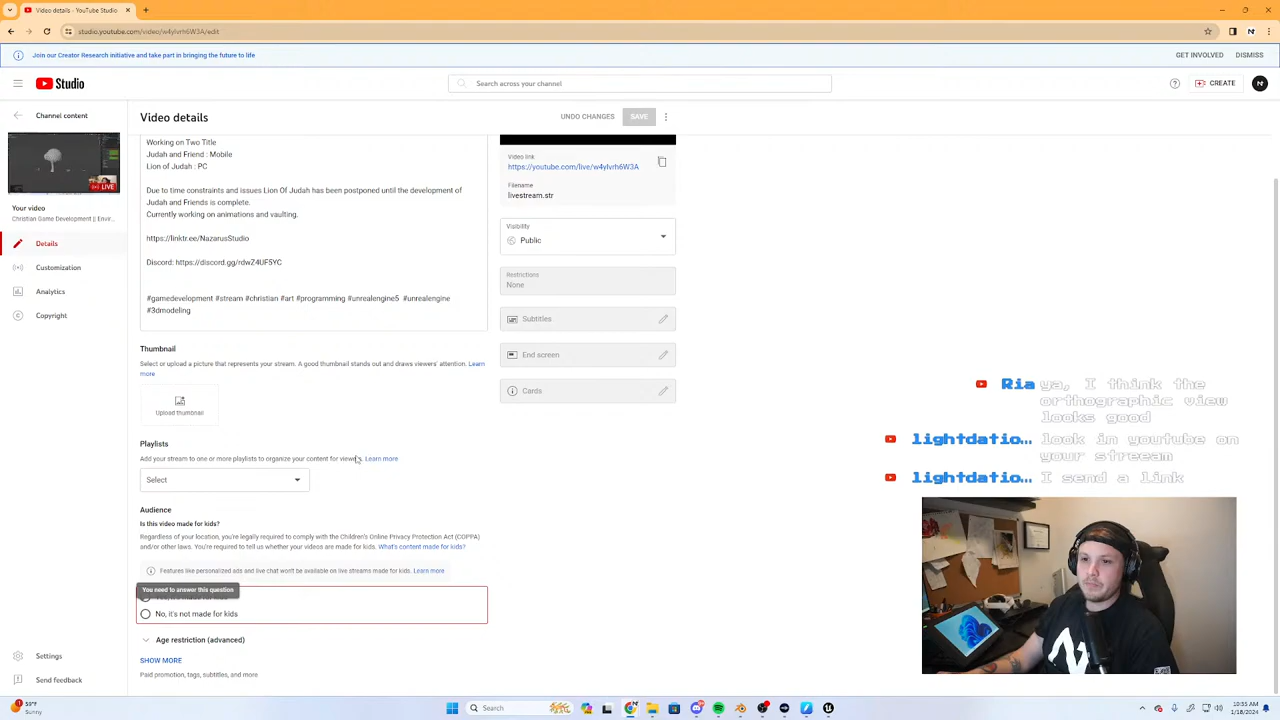 Video details - YouTube Studio
studio.youtube.com/video/w4ylvrh6W3A/edit
Join our Creator Research initiative and take part in bringing the future to life
GET INVOLVED
DISMISS
Studio
Search across your channel
CREATE
Channel content
Video details
UNDO CHANGES
SAVE
LIVE
Your video
Christian Game Development || Envir...
Details
Customization
Analytics
Copyright
Settings
Send feedback
Working on Two Title
Judah and Friend : Mobile
Lion of Judah : PC
Due to time constraints and issues Lion Of Judah has been postponed until the development of
Judah and Friends is complete.
Currently working on animations and vaulting.
https://linktr.ee/NazarusStudio
Discord: https://discord.gg/rdwZ4UF5YC
#gamedevelopment #stream #christian #art #programming #unrealengine5 #unrealengine
#3dmodeling
Thumbnail
Select or upload a picture that represents your stream. A good thumbnail stands out and draws viewers' attention. Learn
more
Upload thumbnail
Playlists
Add your stream to one or more playlists to organize your content for viewers. Learn more
Select
Audience
Is this video made for kids?
Regardless of your location, you're legally required to comply with the Children's Online Privacy Protection Act (COPPA)
and/or other laws. You're required to tell us whether your videos are made for kids. What's content made for kids?
Features like personalized ads and live chat won't be available on live streams made for kids. Learn more
You need to answer this question
No, it's not made for kids
Age restriction (advanced)
SHOW MORE
Paid promotion, tags, subtitles, and more
Video link
https://youtube.com/live/w4ylvrh6W3A
Filename
livestream.str
Visibility
Public
Restrictions
None
Subtitles
End screen
Cards
Ria ya, I think the
orthographic view
looks good
lightdatio... look in youtube on
your streeam
lightdatio... I send a link
59°F
Sunny
Search
10:55 AM
1/18/2024